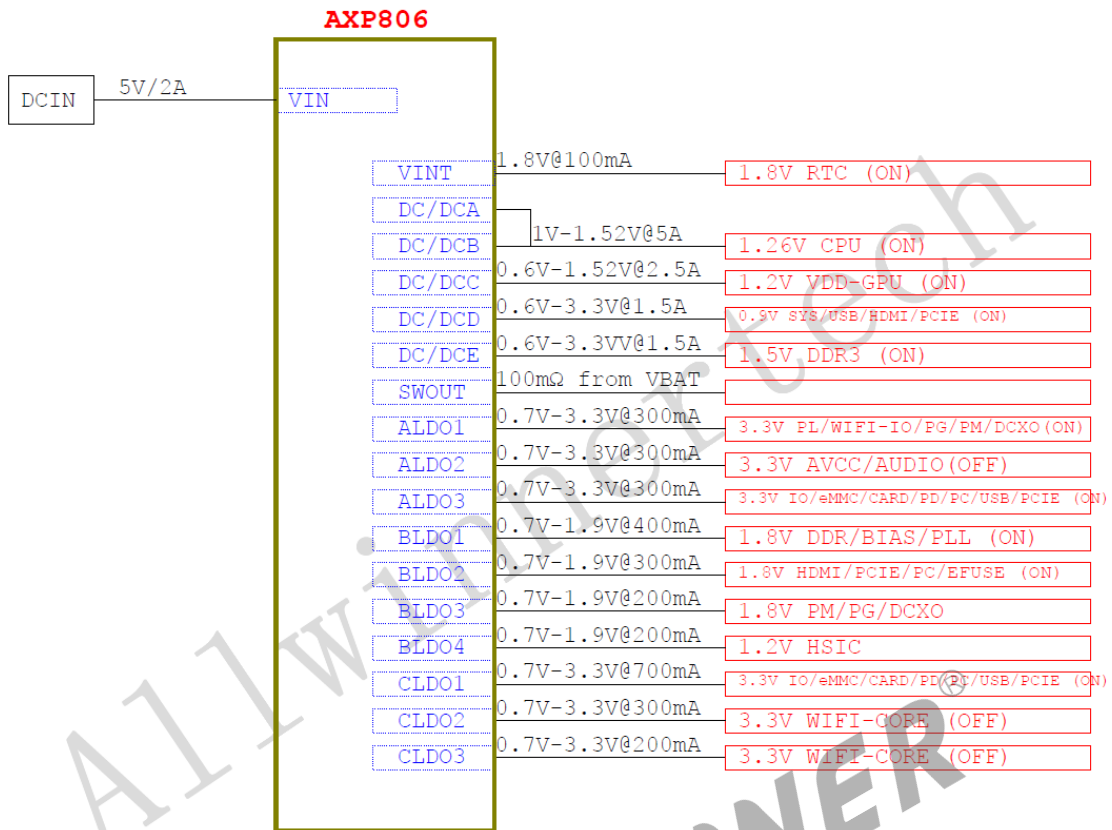 AXP806
DCIN
5V/2A
VIN
VINT
1.8V@100mA
1.8V RTC (ON)
DC/DCA
DC/DCB
1V-1.52V@5A
1.26V CPU (ON)
DC/DCC
0.6V-1.52V@2.5A
1.2V VDD-GPU (ON)
DC/DCD
0.6V-3.3V@1.5A
0.9V SYS/USB/HDMI/PCIE (ON)
DC/DCE
0.6V-3.3VV@1.5A
1.5V DDR3 (ON)
SWOUT
100mΩ from VBAT
ALDO1
0.7V-3.3V@300mA
3.3V PL/WIFI-IO/PG/PM/DCXO(ON)
ALDO2
0.7V-3.3V@300mA
3.3V AVCC/AUDIO(OFF)
ALDO3
0.7V-3.3V@300mA
3.3V IO/eMMC/CARD/PD/PC/USB/PCIE (ON)
BLDO1
0.7V-1.9V@400mA
1.8V DDR/BIAS/PLL (ON)
BLDO2
0.7V-1.9V@300mA
1.8V HDMI/PCIE/PC/EFUSE (ON)
BLDO3
0.7V-1.9V@200mA
1.8V PM/PG/DCXO
BLDO4
0.7V-1.9V@200mA
1.2V HSIC
CLDO1
0.7V-3.3V@700mA
3.3V IO/eMMC/CARD/PD/PC/USB/PCIE (ON)
CLDO2
0.7V-3.3V@300mA
3.3V WIFI-CORE (OFF)
CLDO3
0.7V-3.3V@200mA
3.3V WIFI-CORE (OFF)
Allwinnertech
WNER®